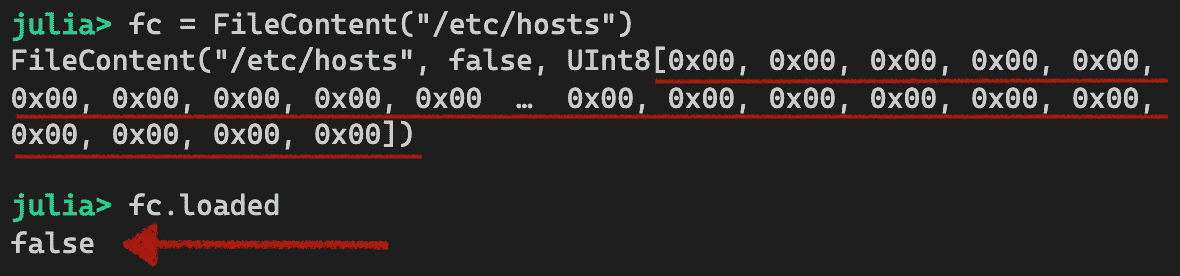 julia> fc = FileContent("/etc/hosts")
FileContent("/etc/hosts", false, UInt8[0x00, 0x00, 0x00, 0x00, 0x00,
0x00, 0x00, 0x00, 0x00, 0x00  …  0x00, 0x00, 0x00, 0x00, 0x00, 0x00,
0x00, 0x00, 0x00, 0x00])
julia> fc.loaded
false